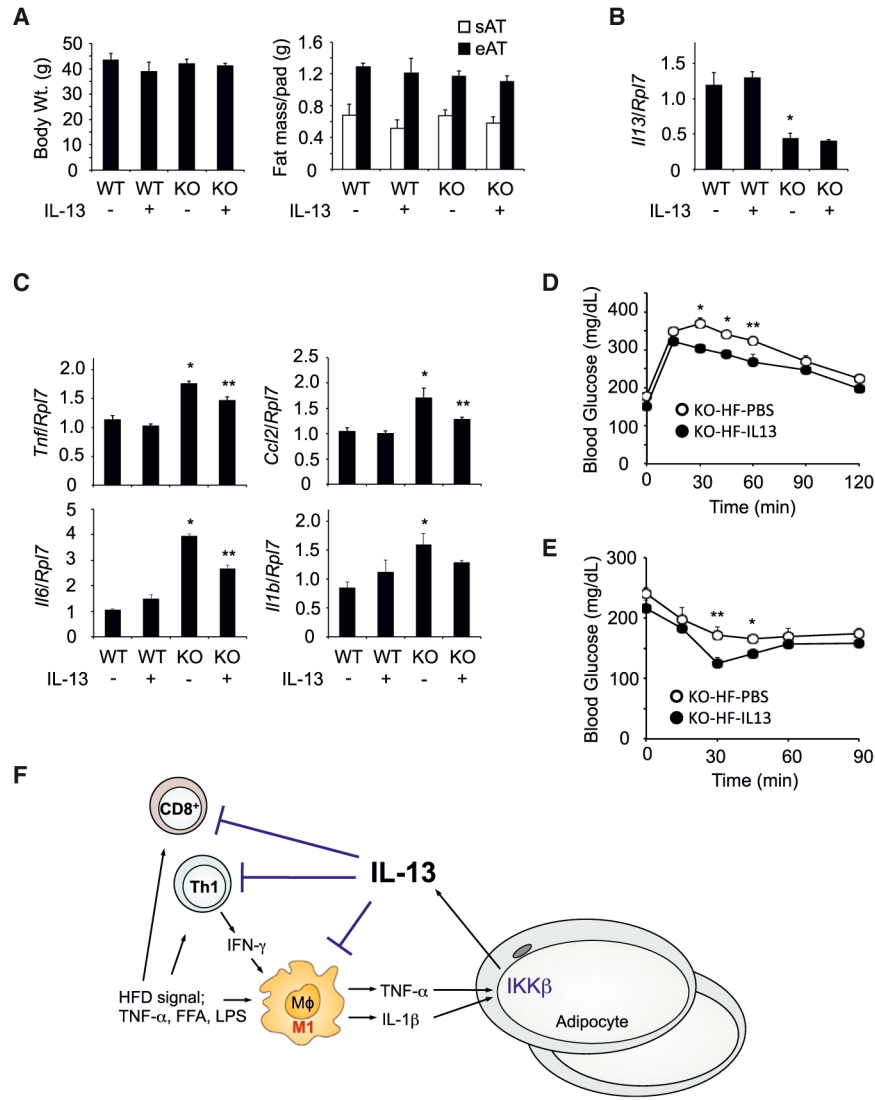 A
Body Wt. (g)
50
40
30
20
10
0
WT WT KO KO
IL-13 - + - +
Fat mass/pad (g)
1.6
1.2
0.8
0.4
0
sAT
eAT
WT WT KO KO
IL-13 - + - +
B
Il13/Rpl7
1.5
1.0
0.5
0
*
WT WT KO KO
IL-13 - + - +
C
Tnf/Rpl7
2.0
1.5
1.0
0.5
0
*
**
Ccl2/Rpl7
2.5
2.0
1.5
1.0
0.5
0
*
**
Il6/Rpl7
5
4
3
2
1
0
*
**
WT WT KO KO
IL-13 - + - +
Il1b/Rpl7
2.0
1.5
1.0
0.5
0
*
WT WT KO KO
- + - +
D
Blood Glucose (mg/dL)
400
300
200
100
0
* * **
KO-HF-PBS
KO-HF-IL13
0 30 60 90 120
Time (min)
E
Blood Glucose (mg/dL)
300
200
100
0
** *
KO-HF-PBS
KO-HF-IL13
0 30 60 90
Time (min)
F
CD8+
Th1
IL-13
IFN-γ
HFD signal;
TNF-α, FFA, LPS
Mϕ
M1
TNF-α
IL-1β
IKKβ
Adipocyte